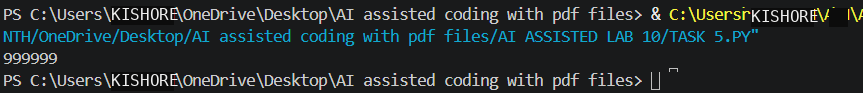 PS C:\Users\KISHORE\OneDrive\Desktop\AI assisted coding with pdf files> & C:\Users KISHORE
NTH/OneDrive/Desktop/AI assisted coding with pdf files/AI ASSISTED LAB 10/TASK 5.PY"
999999
PS C:\Users\KISHORE\OneDrive\Desktop\AI assisted coding with pdf files>